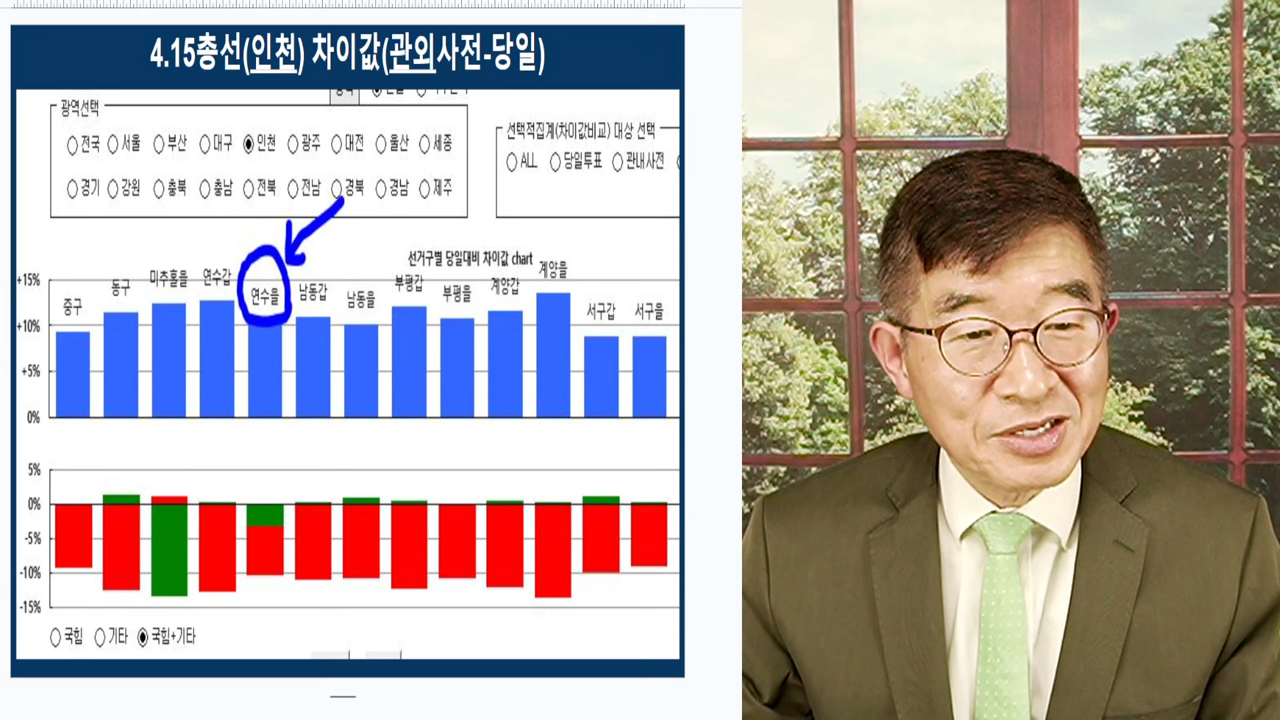 4.15총선(인천) 차이값(관외사전-당일)
광역선택
전국 서울 부산 대구 인천 광주 대전 울산 세종
경기 강원 충북 충남 전북 전남 경북 경남 제주
선택적집계(차이값비교) 대상 선택
ALL 당일투표 관내사전
선거구별 당일대비 차이값 chart
+15%
+10%
+5%
0%
중구 동구 미추홀을 연수갑 연수을 남동갑 남동을 부평갑 부평을 계양갑 계양을 서구갑 서구을
5%
0%
-5%
-10%
-15%
국힘 기타 국힘+기타